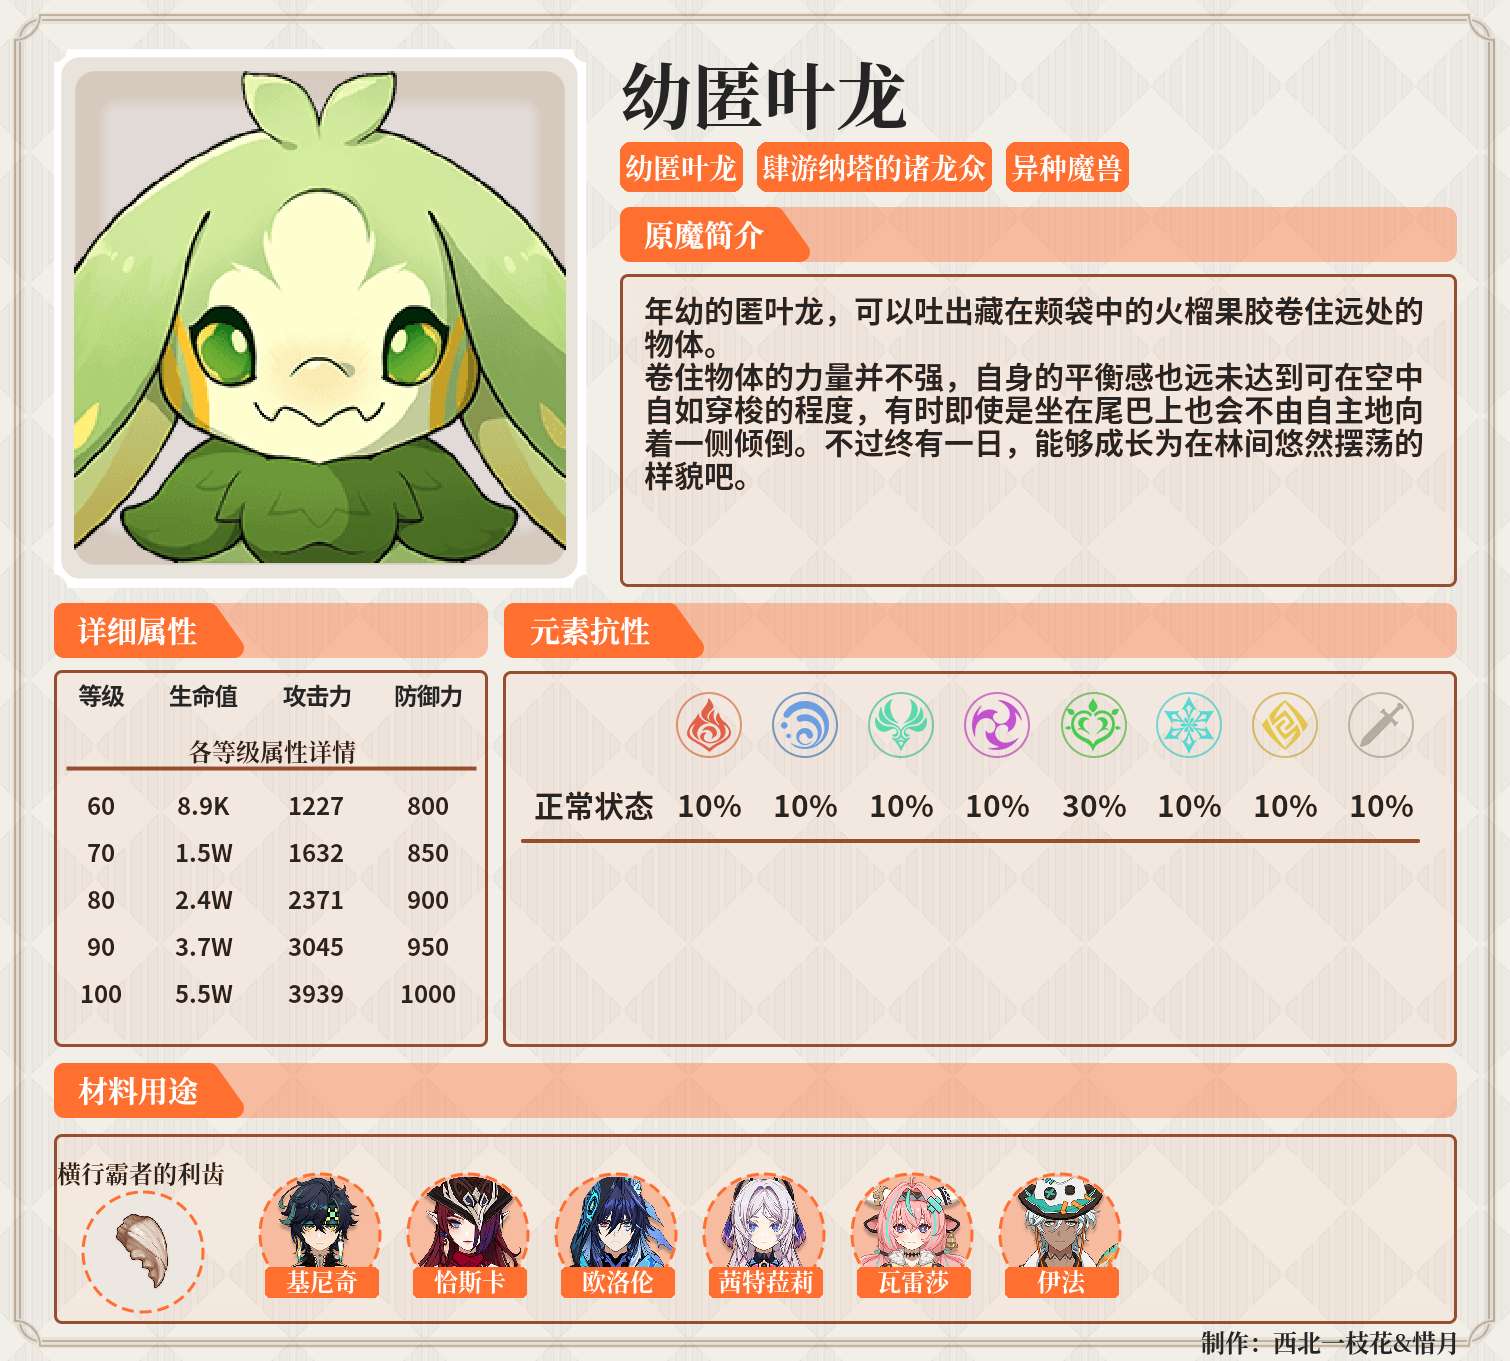 幼匿叶龙
幼匿叶龙 肆游纳塔的诸龙众 异种魔兽
原魔简介
年幼的匿叶龙，可以吐出藏在颊袋中的火榴果胶卷住远处的
物体。
卷住物体的力量并不强，自身的平衡感也远未达到可在空中
自如穿梭的程度，有时即使是坐在尾巴上也会不由自主地向
着一侧倾倒。不过终有一日，能够成长为在林间悠然摆荡的
样貌吧。
详细属性
等级 生命值 攻击力 防御力
各等级属性详情
60 8.9K 1227 800
70 1.5W 1632 850
80 2.4W 2371 900
90 3.7W 3045 950
100 5.5W 3939 1000
元素抗性
正常状态 10% 10% 10% 10% 30% 10% 10% 10%
材料用途
横行霸者的利齿
基尼奇 恰斯卡 欧洛伦 茜特菈莉 瓦雷莎 伊法
制作：西北一枝花&惜月